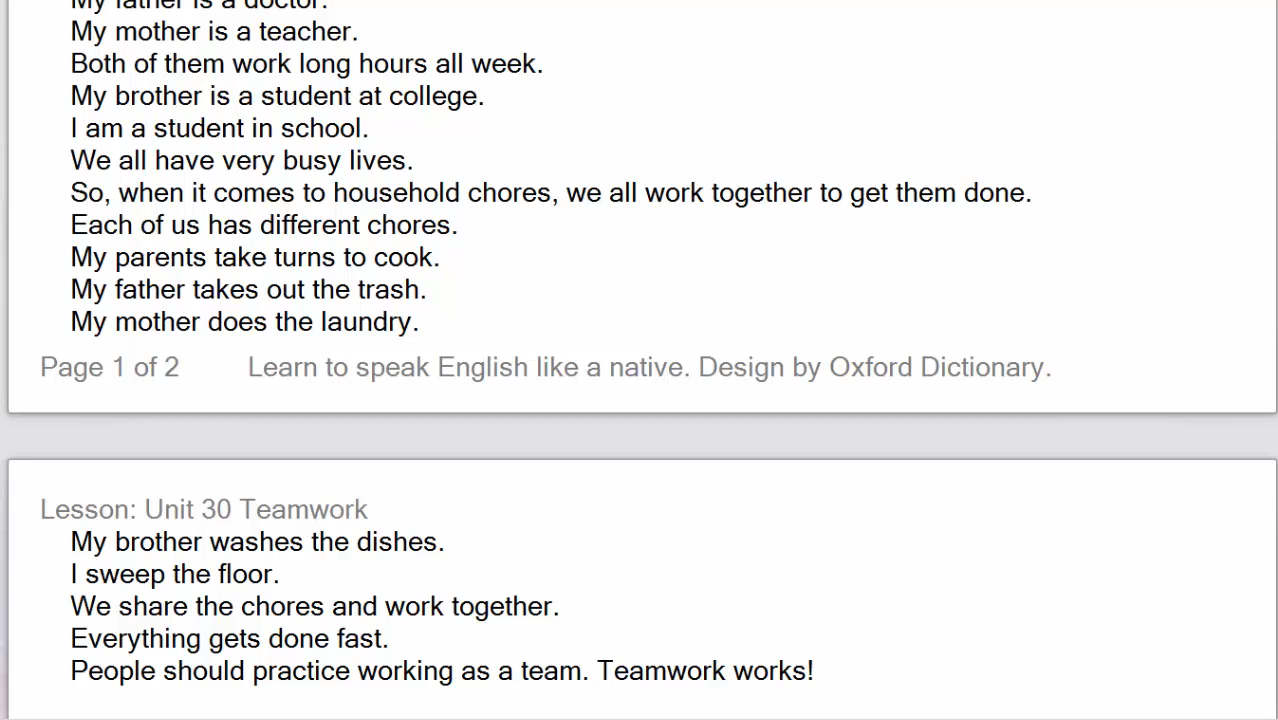 My father is a doctor.
My mother is a teacher.
Both of them work long hours all week.
My brother is a student at college.
I am a student in school.
We all have very busy lives.
So, when it comes to household chores, we all work together to get them done.
Each of us has different chores.
My parents take turns to cook.
My father takes out the trash.
My mother does the laundry.
Page 1 of 2 Learn to speak English like a native. Design by Oxford Dictionary.
Lesson: Unit 30 Teamwork
My brother washes the dishes.
I sweep the floor.
We share the chores and work together.
Everything gets done fast.
People should practice working as a team. Teamwork works!